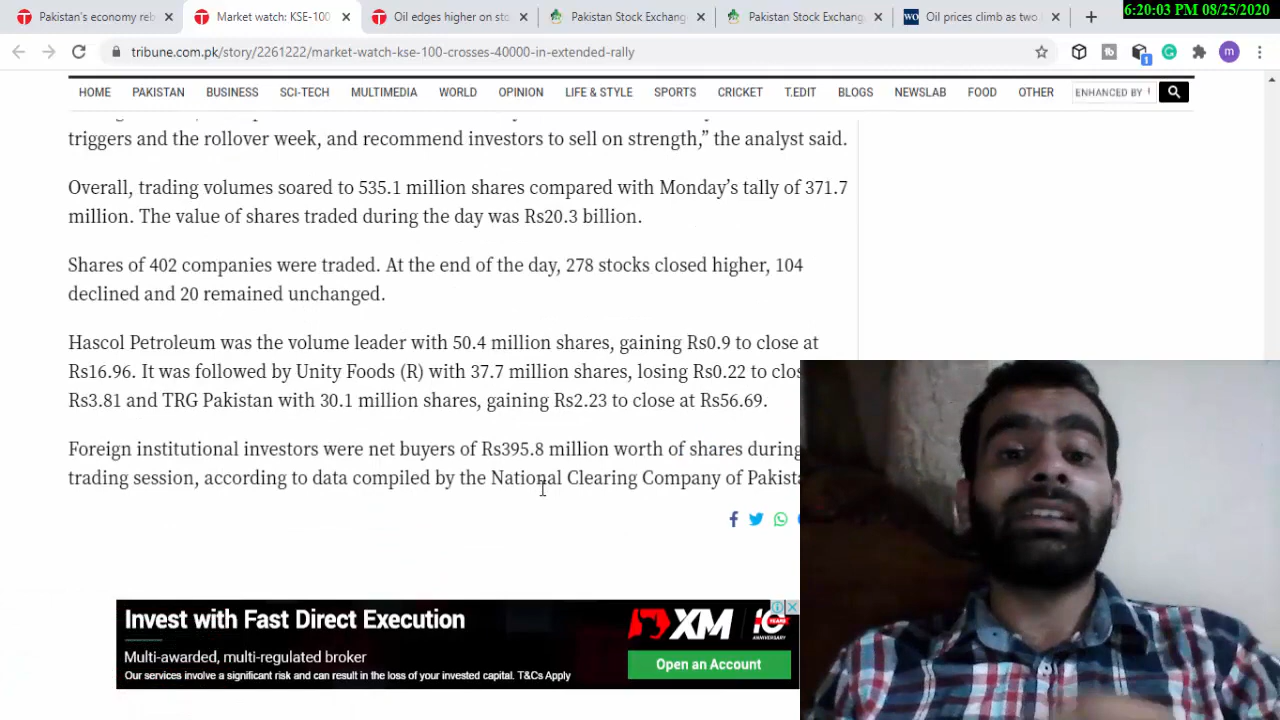 Pakistan's economy reb
Market watch: KSE-100
Oil edges higher on sto
Pakistan Stock Exchang
Pakistan Stock Exchang
Oil prices climb as two
6:20:03 PM 08/25/2020
tribune.com.pk/story/2261222/market-watch-kse-100-crosses-40000-in-extended-rally
HOME PAKISTAN BUSINESS SCI-TECH MULTIMEDIA WORLD OPINION LIFE & STYLE SPORTS CRICKET T.EDIT BLOGS NEWSLAB FOOD OTHER ENHANCED BY
triggers and the rollover week, and recommend investors to sell on strength,” the analyst said.
Overall, trading volumes soared to 535.1 million shares compared with Monday’s tally of 371.7
million. The value of shares traded during the day was Rs20.3 billion.
Shares of 402 companies were traded. At the end of the day, 278 stocks closed higher, 104
declined and 20 remained unchanged.
Hascol Petroleum was the volume leader with 50.4 million shares, gaining Rs0.9 to close at
Rs16.96. It was followed by Unity Foods (R) with 37.7 million shares, losing Rs0.22 to clos
Rs3.81 and TRG Pakistan with 30.1 million shares, gaining Rs2.23 to close at Rs56.69.
Foreign institutional investors were net buyers of Rs395.8 million worth of shares during
trading session, according to data compiled by the National Clearing Company of Pakista
Invest with Fast Direct Execution
Multi-awarded, multi-regulated broker
Our services involve a significant risk and can result in the loss of your invested capital. T&Cs Apply
XM
10 YEARS
ANNIVERSARY
Open an Account